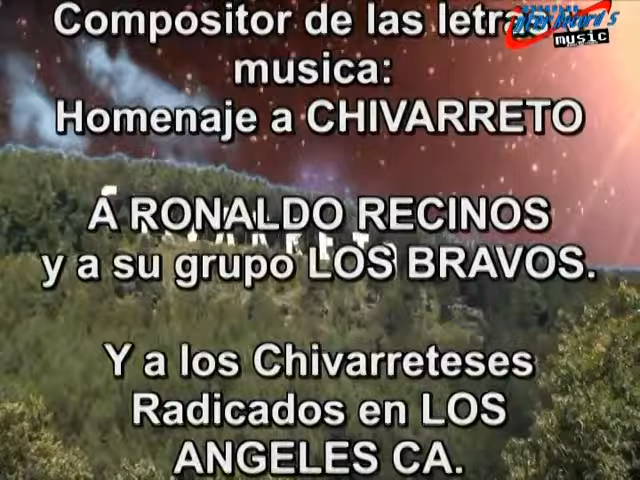 Compositor de las letras y
musica:
Homenaje a CHIVARRETO
A RONALDO RECINOS
y a su grupo LOS BRAVOS.
Y a los Chivarreteses
Radicados en LOS
ANGELES CA.
music